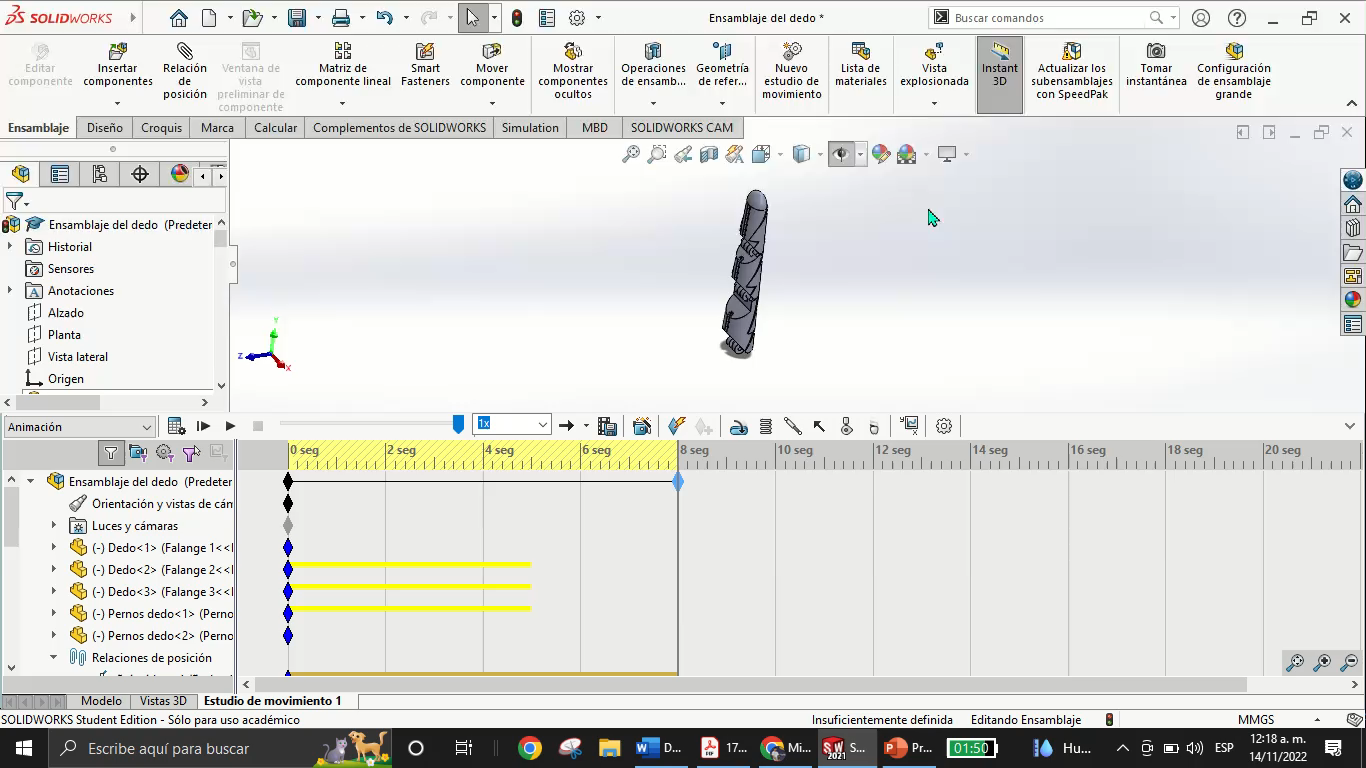 SOLIDWORKS
Ensamblaje del dedo *
Buscar comandos
Editar componente
Insertar componentes
Relación de posición
Ventana de vista preliminar de componente
Matriz de componente lineal
Smart Fasteners
Mover componente
Mostrar componentes ocultos
Operaciones de ensamb...
Geometría de refer...
Nuevo estudio de movimiento
Lista de materiales
Vista explosionada
Instant 3D
Actualizar los subensamblajes con SpeedPak
Tomar instantánea
Configuración de ensamblaje grande
Ensamblaje
Diseño
Croquis
Marca
Calcular
Complementos de SOLIDWORKS
Simulation
MBD
SOLIDWORKS CAM
Ensamblaje del dedo (Predeter
Historial
Sensores
Anotaciones
Alzado
Planta
Vista lateral
Origen
Y
Z
X
Animación
1x
0 seg
2 seg
4 seg
6 seg
8 seg
10 seg
12 seg
14 seg
16 seg
18 seg
20 seg
Ensamblaje del dedo (Predeter
Orientación y vistas de cám
Luces y cámaras
(-) Dedo<1> (Falange 1<<
(-) Dedo<2> (Falange 2<<
(-) Dedo<3> (Falange 3<<
(-) Pernos dedo<1> (Perno
(-) Pernos dedo<2> (Perno
Relaciones de posición
Modelo
Vistas 3D
Estudio de movimiento 1
SOLIDWORKS Student Edition - Sólo para uso académico
Insuficientemente definida
Editando Ensamblaje
MMGS
Escribe aquí para buscar
D...
17...
Mi...
S...
Pr...
01:50
Hu...
ESP
12:18 a. m.
14/11/2022